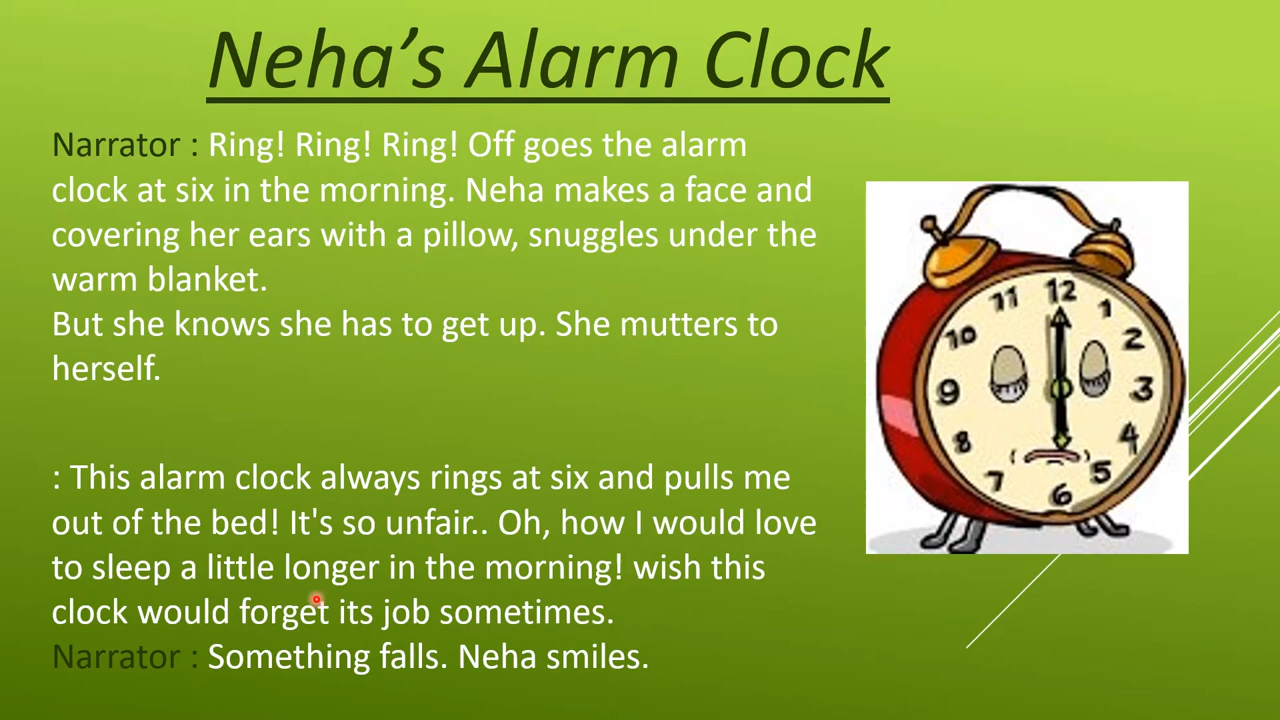 Neha’s Alarm Clock
Narrator : Ring! Ring! Ring! Off goes the alarm
clock at six in the morning. Neha makes a face and
covering her ears with a pillow, snuggles under the
warm blanket.
But she knows she has to get up. She mutters to
herself.
: This alarm clock always rings at six and pulls me
out of the bed! It's so unfair.. Oh, how I would love
to sleep a little longer in the morning! wish this
clock would forget its job sometimes.
Narrator : Something falls. Neha smiles.
11 12 1
10 2
9 3
8 4
7 6 5